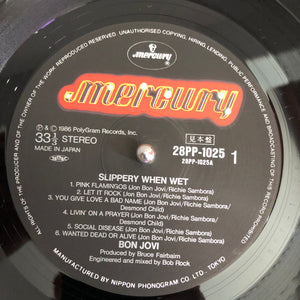 UNAUTHORISED COPYING, HIRING, LENDING, PUBLIC PERFORMANCE AND BROADCASTING OF THIS RECORD PROHIBITED.
ALL RIGHTS OF THE PRODUCER AND OF THE OWNER OF THE WORK REPRODUCED RESERVED.
mercury
mercury
Ⓟ & © 1986 PolyGram Records, Inc.
33 1/3 STEREO
MADE IN JAPAN
見本盤
28PP-1025 1
28PP-1025A
SLIPPERY WHEN WET
1. PINK FLAMINGOS (Jon Bon Jovi/Richie Sambora)
2. LET IT ROCK (Jon Bon Jovi/Richie Sambora)
3. YOU GIVE LOVE A BAD NAME (Jon Bon Jovi/Richie Sambora/
Desmond Child)
4. LIVIN' ON A PRAYER (Jon Bon Jovi/Richie Sambora/
Desmond Child)
5. SOCIAL DISEASE (Jon Bon Jovi/Richie Sambora)
6. WANTED DEAD OR ALIVE (Jon Bon Jovi/Richie Sambora)
BON JOVI
Produced by Bruce Fairbairn
Engineered and mixed by Bob Rock
MANUFACTURED BY NIPPON PHONOGRAM CO., LTD. TOKYO, JAPAN